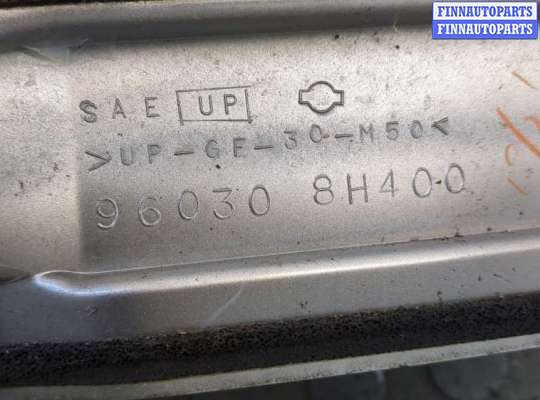 FINNAUTOPARTS
FINNAUTOPARTS
SAE UP
>UP-GF-30-M50<
96030 8H400